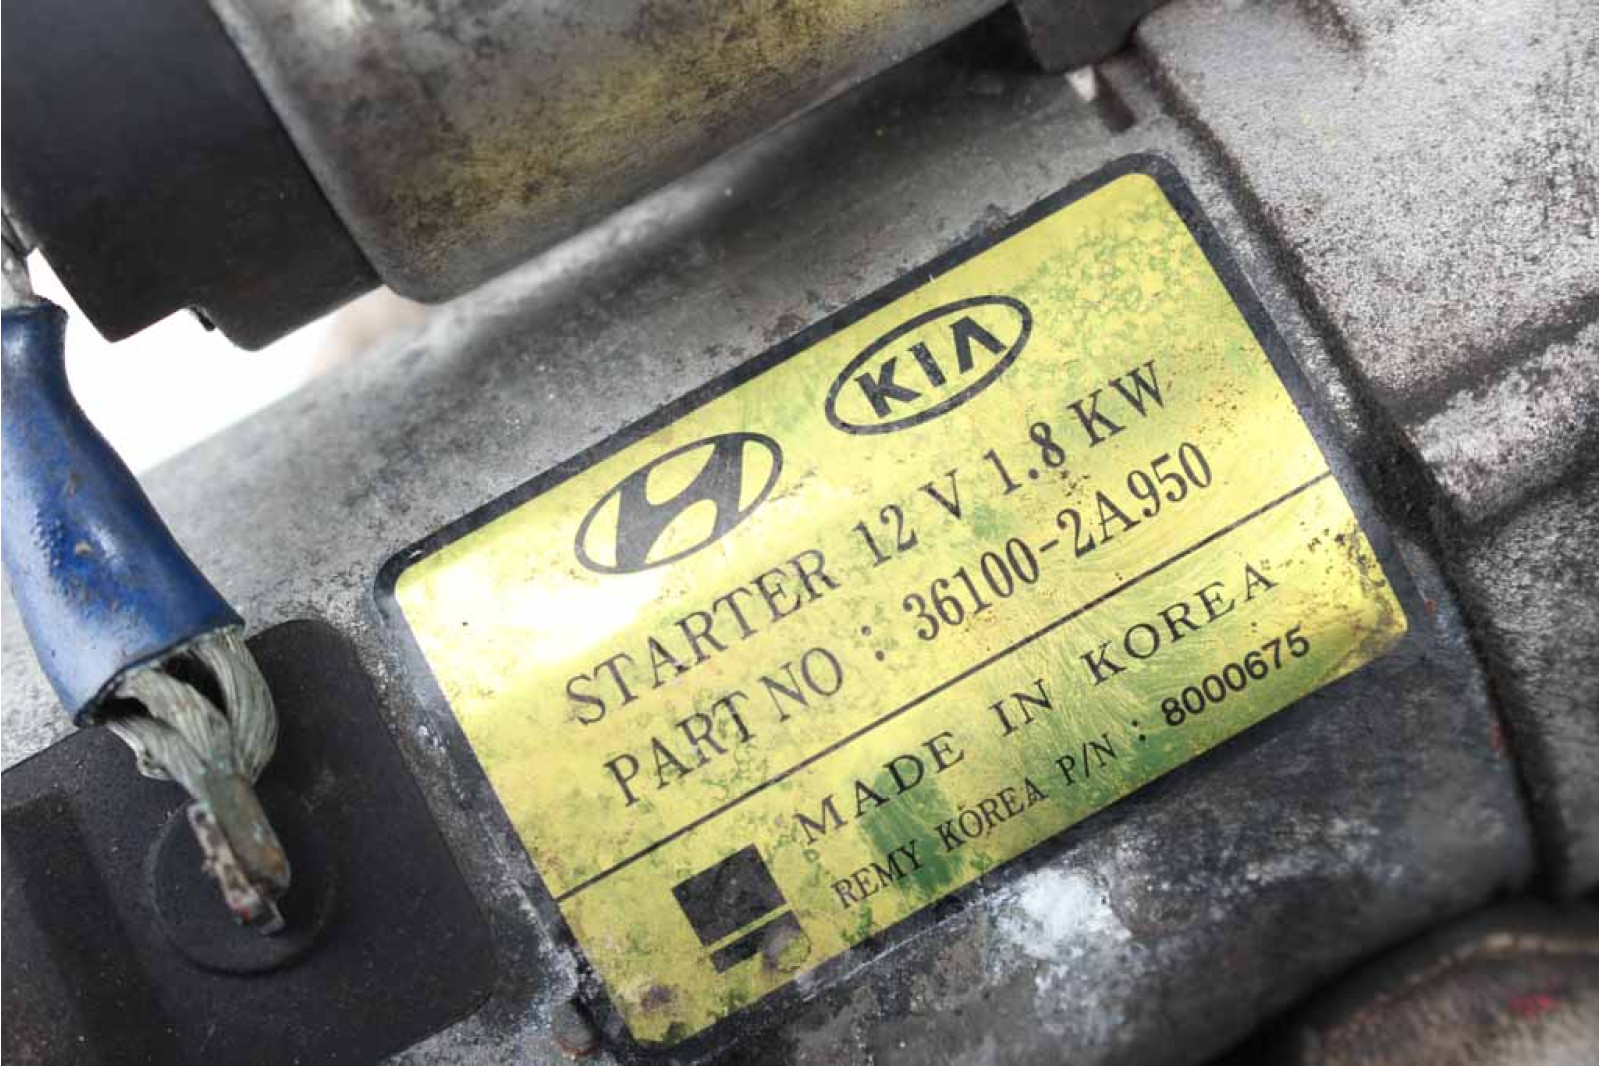 KIA
STARTER 12 V 1.8 KW
PART NO : 36100-2A950
MADE IN KOREA
REMY KOREA P/N : 8000675